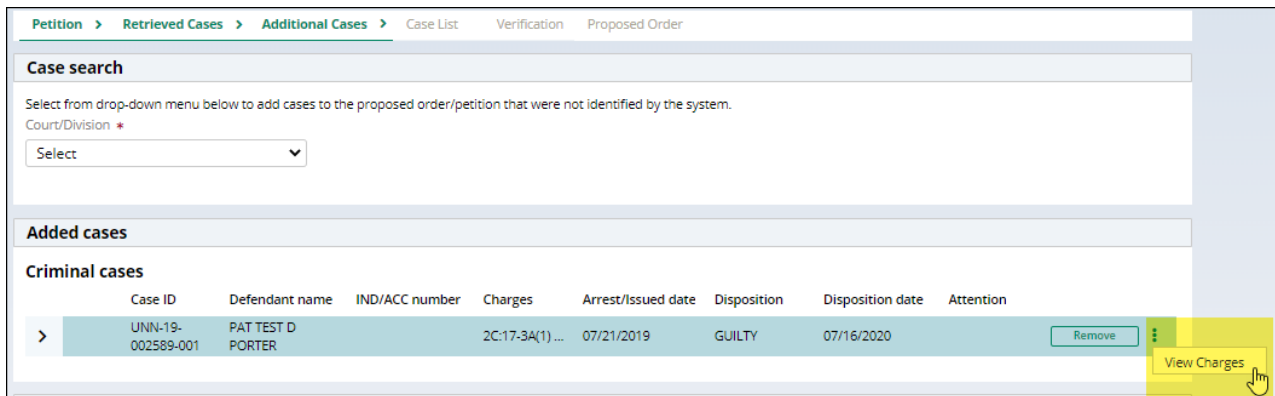 Petition > Retrieved Cases > Additional Cases > Case List Verification Proposed Order
Case search
Select from drop-down menu below to add cases to the proposed order/petition that were not identified by the system.
Court/Division *
Select
Added cases
Criminal cases
Case ID Defendant name IND/ACC number Charges Arrest/Issued date Disposition Disposition date Attention
UNN-19- PAT TEST D
002589-001 PORTER 2C:17-3A(1) ... 07/21/2019 GUILTY 07/16/2020 Remove
View Charges